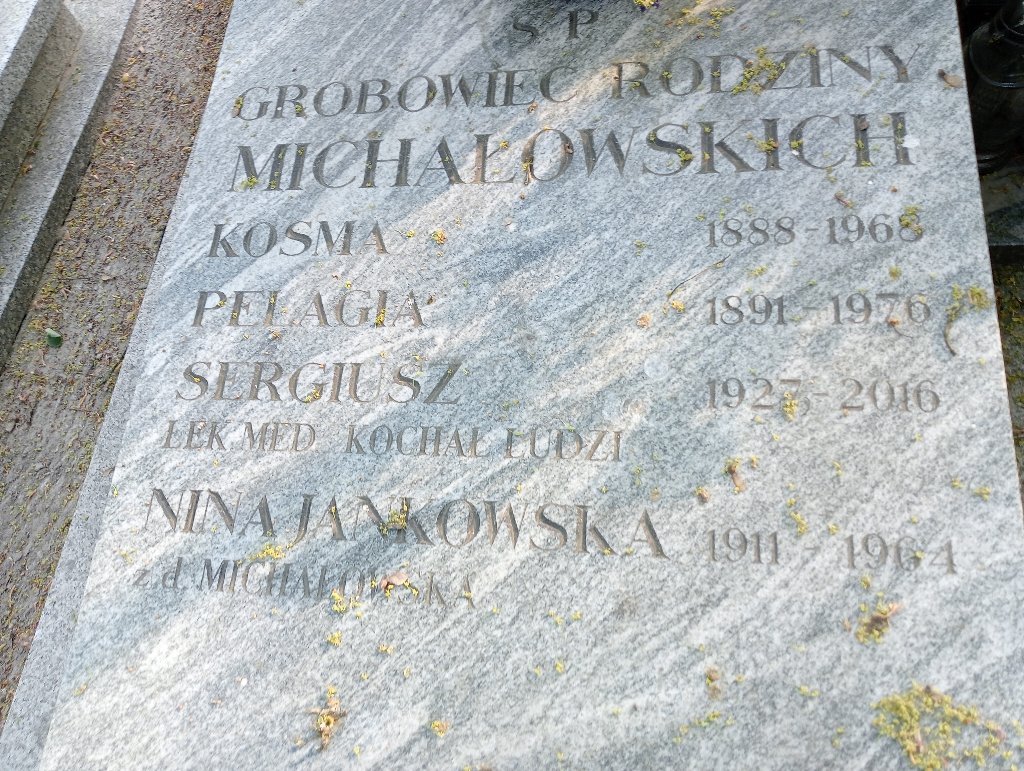 Ś P
GROBOWIEC RODZINY
MICHAŁOWSKICH
KOSMA 1888 - 1968
PELAGIA 1891 - 1976
SERGIUSZ 1927 - 2016
LEK MED KOCHAŁ LUDZI
NINA JANKOWSKA 1911 - 1964
z.d MICHAŁOWSKA